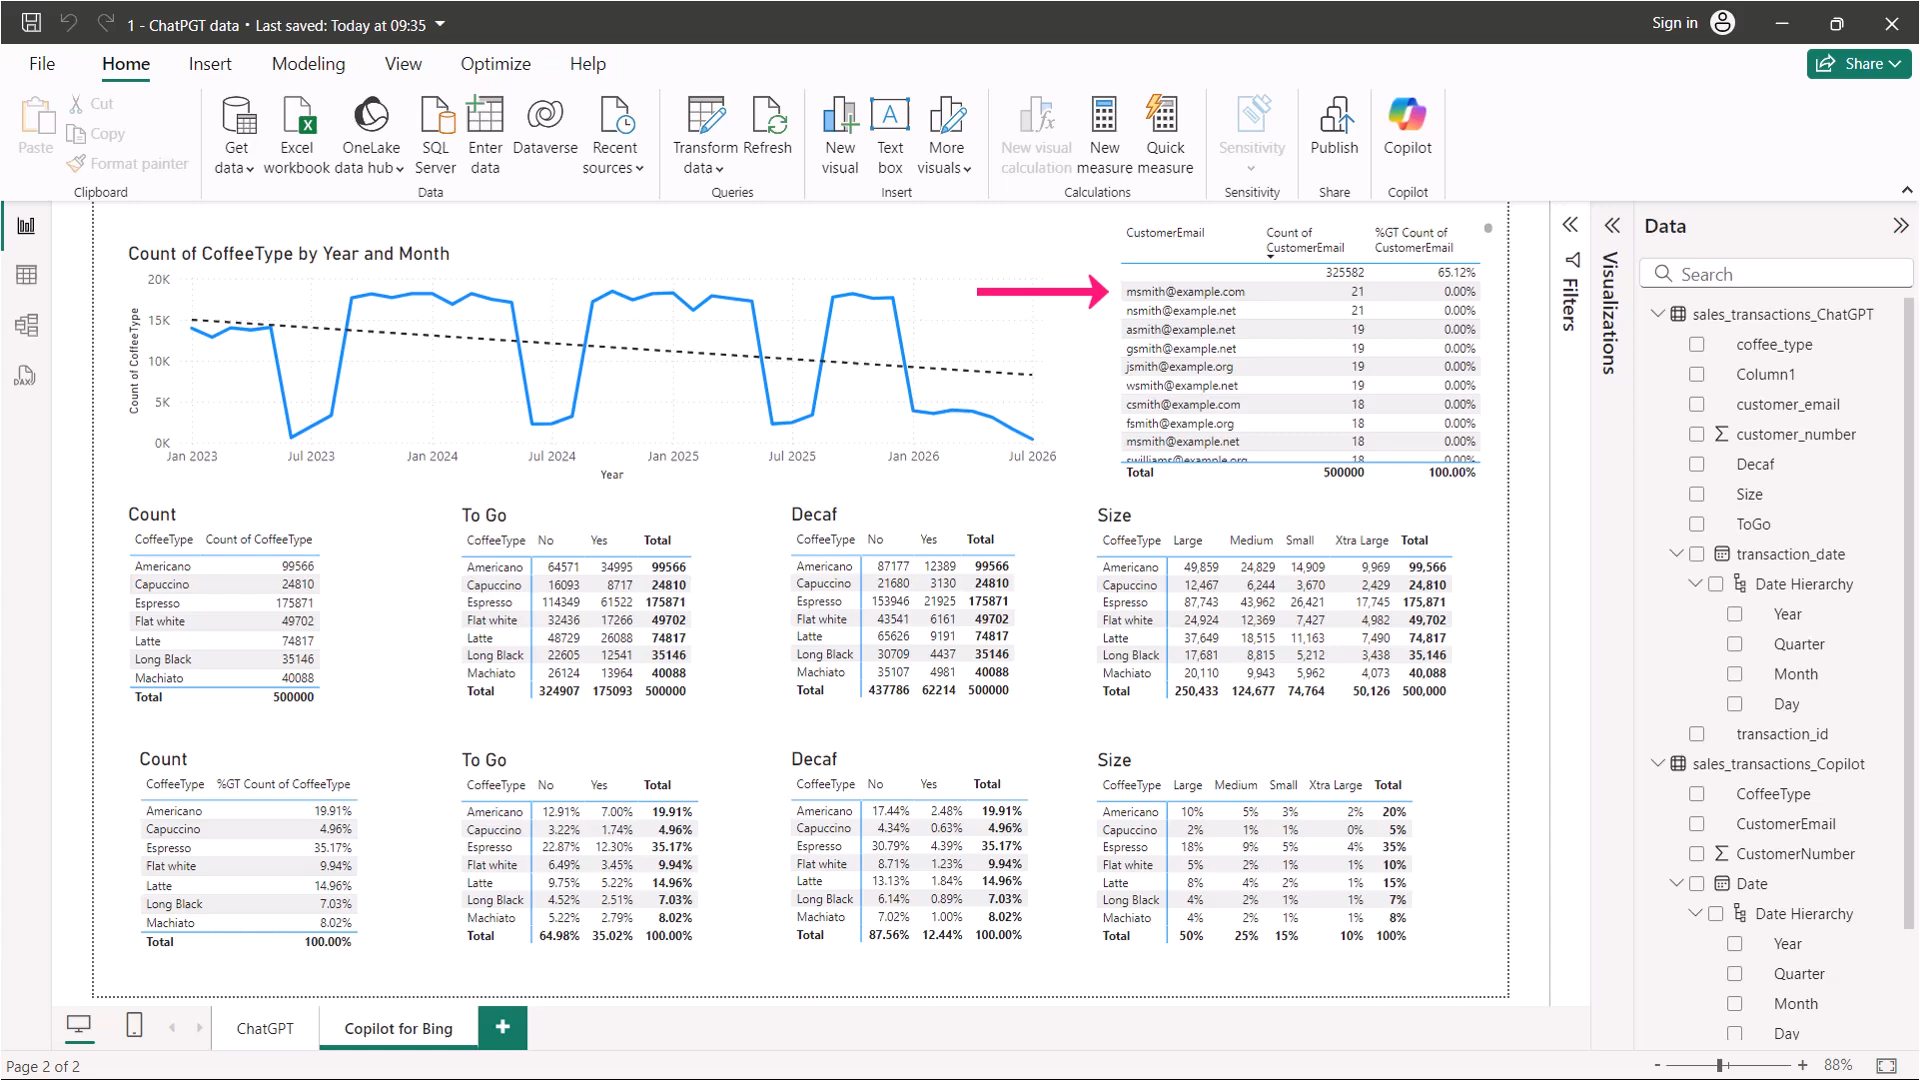 1 - ChatPGT data • Last saved: Today at 09:35
Sign in
File Home Insert Modeling View Optimize Help
Share
Paste
Cut
Copy
Format painter
Clipboard
Get data
Excel workbook
OneLake data hub
SQL Server
Enter data
Dataverse
Recent sources
Data
Transform data
Refresh
Queries
New visual
Text box
More visuals
Insert
New visual calculation
New measure
Quick measure
Calculations
Sensitivity
Sensitivity
Publish
Share
Copilot
Copilot
DAX
Count of CoffeeType by Year and Month
Count of CoffeeType
20K
15K
10K
5K
0K
Jan 2023 Jul 2023 Jan 2024 Jul 2024 Jan 2025 Jul 2025 Jan 2026 Jul 2026
Year
CustomerEmail Count of CustomerEmail %GT Count of CustomerEmail
325582 65.12%
msmith@example.com 21 0.00%
nsmith@example.net 21 0.00%
asmith@example.net 19 0.00%
gsmith@example.net 19 0.00%
jsmith@example.org 19 0.00%
wsmith@example.net 19 0.00%
csmith@example.com 18 0.00%
fsmith@example.org 18 0.00%
msmith@example.net 18 0.00%
swilliams@example.org 18 0.00%
Total 500000 100.00%
Count
CoffeeType Count of CoffeeType
Americano 99566
Capuccino 24810
Espresso 175871
Flat white 49702
Latte 74817
Long Black 35146
Machiato 40088
Total 500000
To Go
CoffeeType No Yes Total
Americano 64571 34995 99566
Capuccino 16093 8717 24810
Espresso 114349 61522 175871
Flat white 32436 17266 49702
Latte 48729 26088 74817
Long Black 22605 12541 35146
Machiato 26124 13964 40088
Total 324907 175093 500000
Decaf
CoffeeType No Yes Total
Americano 87177 12389 99566
Capuccino 21680 3130 24810
Espresso 153946 21925 175871
Flat white 43541 6161 49702
Latte 65626 9191 74817
Long Black 30709 4437 35146
Machiato 35107 4981 40088
Total 437786 62214 500000
Size
CoffeeType Large Medium Small Xtra Large Total
Americano 49,859 24,829 14,909 9,969 99,566
Capuccino 12,467 6,244 3,670 2,429 24,810
Espresso 87,743 43,962 26,421 17,745 175,871
Flat white 24,924 12,369 7,427 4,982 49,702
Latte 37,649 18,515 11,163 7,490 74,817
Long Black 17,681 8,815 5,212 3,438 35,146
Machiato 20,110 9,943 5,962 4,073 40,088
Total 250,433 124,677 74,764 50,126 500,000
Count
CoffeeType %GT Count of CoffeeType
Americano 19.91%
Capuccino 4.96%
Espresso 35.17%
Flat white 9.94%
Latte 14.96%
Long Black 7.03%
Machiato 8.02%
Total 100.00%
To Go
CoffeeType No Yes Total
Americano 12.91% 7.00% 19.91%
Capuccino 3.22% 1.74% 4.96%
Espresso 22.87% 12.30% 35.17%
Flat white 6.49% 3.45% 9.94%
Latte 9.75% 5.22% 14.96%
Long Black 4.52% 2.51% 7.03%
Machiato 5.22% 2.79% 8.02%
Total 64.98% 35.02% 100.00%
Decaf
CoffeeType No Yes Total
Americano 17.44% 2.48% 19.91%
Capuccino 4.34% 0.63% 4.96%
Espresso 30.79% 4.39% 35.17%
Flat white 8.71% 1.23% 9.94%
Latte 13.13% 1.84% 14.96%
Long Black 6.14% 0.89% 7.03%
Machiato 7.02% 1.00% 8.02%
Total 87.56% 12.44% 100.00%
Size
CoffeeType Large Medium Small Xtra Large Total
Americano 10% 5% 3% 2% 20%
Capuccino 2% 1% 1% 0% 5%
Espresso 18% 9% 5% 4% 35%
Flat white 5% 2% 1% 1% 10%
Latte 8% 4% 2% 1% 15%
Long Black 4% 2% 1% 1% 7%
Machiato 4% 2% 1% 1% 8%
Total 50% 25% 15% 10% 100%
Filters
Visualizations
Data
Search
sales_transactions_ChatGPT
coffee_type
Column1
customer_email
customer_number
Decaf
Size
ToGo
transaction_date
Date Hierarchy
Year
Quarter
Month
Day
transaction_id
sales_transactions_Copilot
CoffeeType
CustomerEmail
CustomerNumber
Date
Date Hierarchy
Year
Quarter
Month
Day
ChatGPT
Copilot for Bing
+
Page 2 of 2
- + 88%